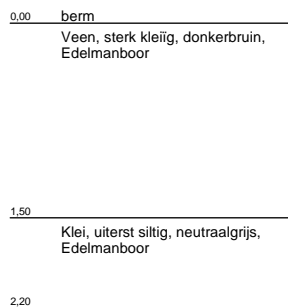 0,00 berm
Veen, sterk kleiïg, donkerbruin,
Edelmanboor
1,50
Klei, uiterst siltig, neutraalgrijs,
Edelmanboor
2,20